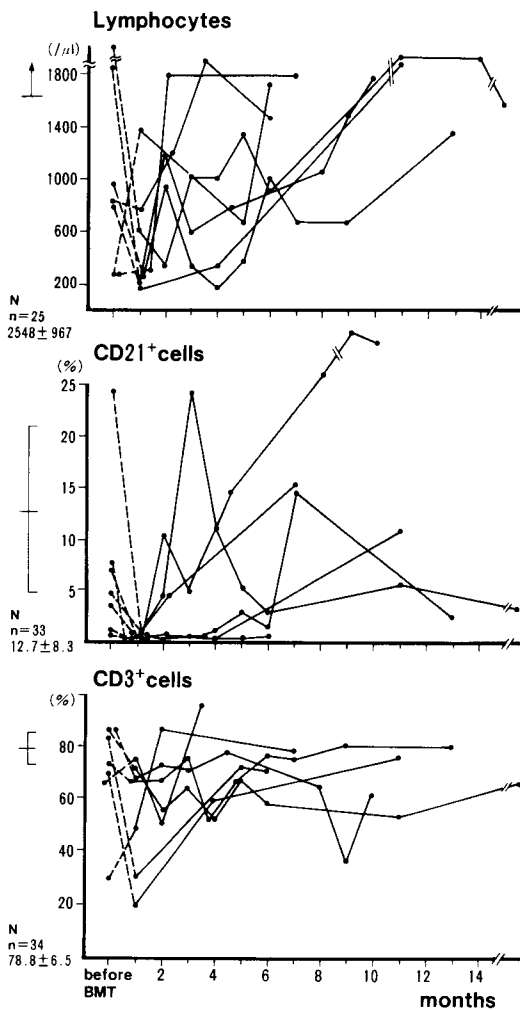 Lymphocytes
(/μl)
1800
1400
1000
600
200
N
n=25
2548±967
CD21+cells
(%)
25
20
15
10
5
N
n=33
12.7±8.3
CD3+cells
(%)
80
60
40
20
N
n=34
78.8±6.5
before 2 4 6 8 10 12 14
BMT
months